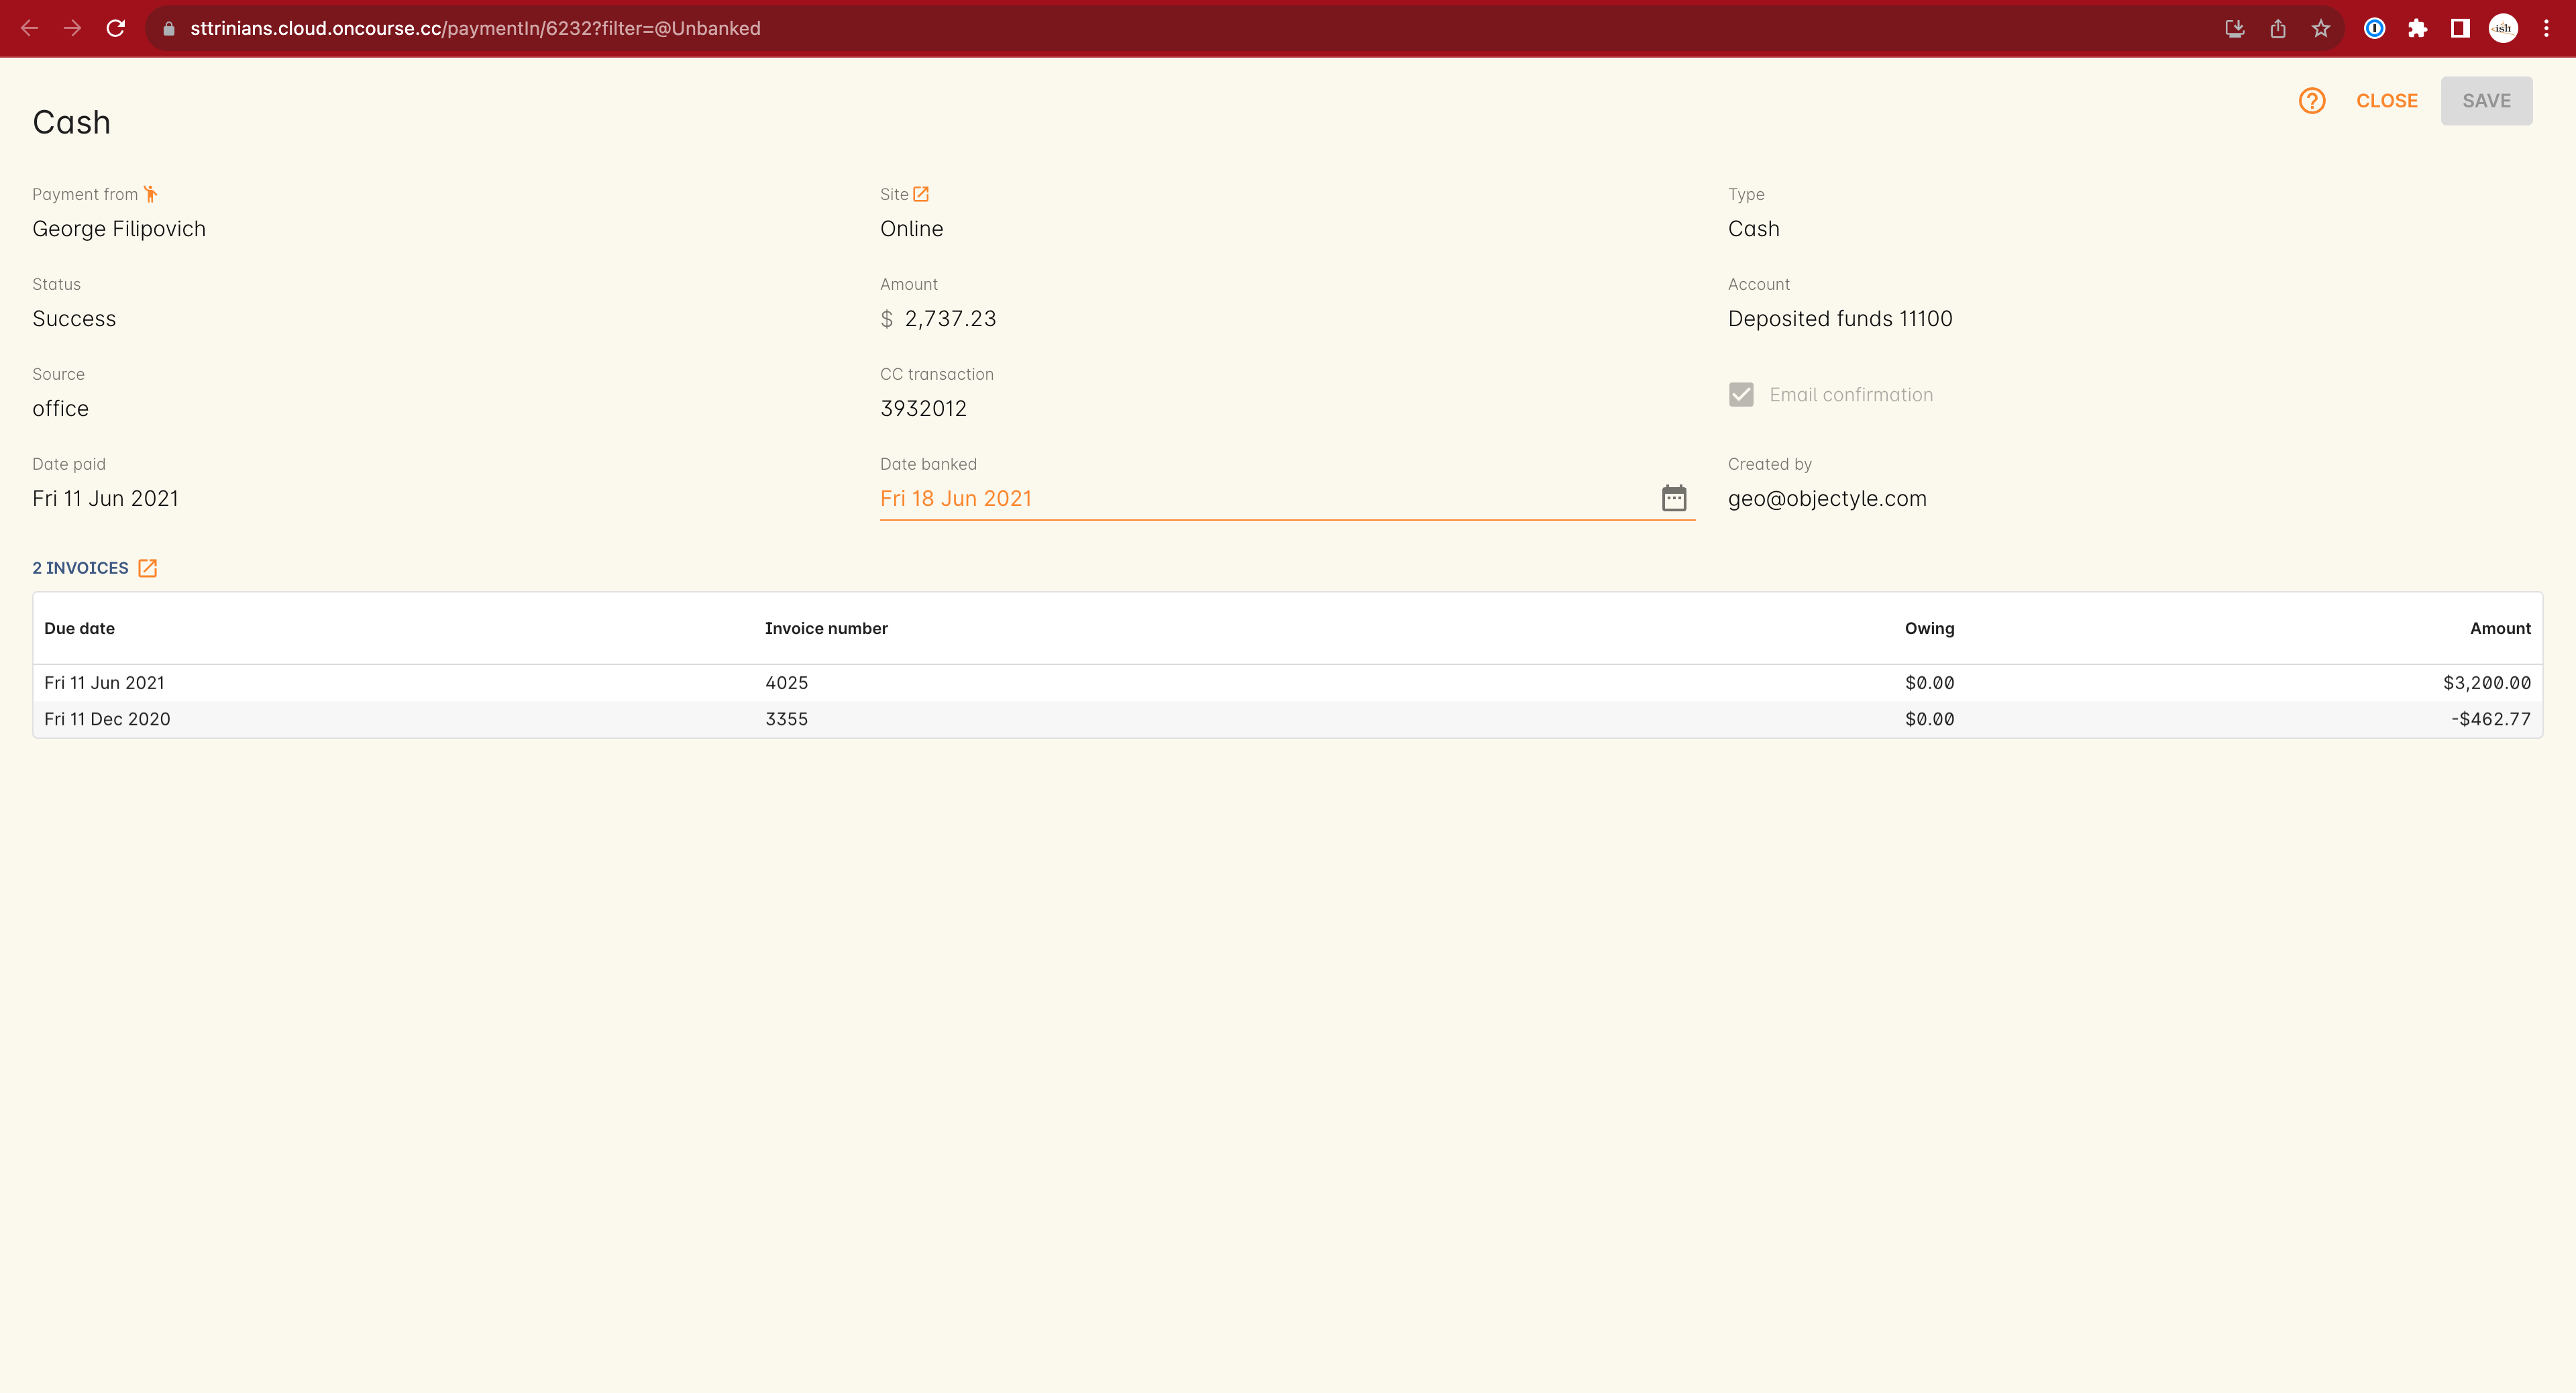 sttrinians.cloud.oncourse.cc/paymentIn/6232?filter=@Unbanked
ish
Cash
CLOSE
SAVE
Payment from
Site
Type
George Filipovich
Online
Cash
Status
Amount
Account
Success
$ 2,737.23
Deposited funds 11100
Source
CC transaction
office
3932012
Email confirmation
Date paid
Date banked
Created by
Fri 11 Jun 2021
Fri 18 Jun 2021
geo@objectyle.com
2 INVOICES
Due date Invoice number Owing Amount
Fri 11 Jun 2021 4025 $0.00 $3,200.00
Fri 11 Dec 2020 3355 $0.00 -$462.77